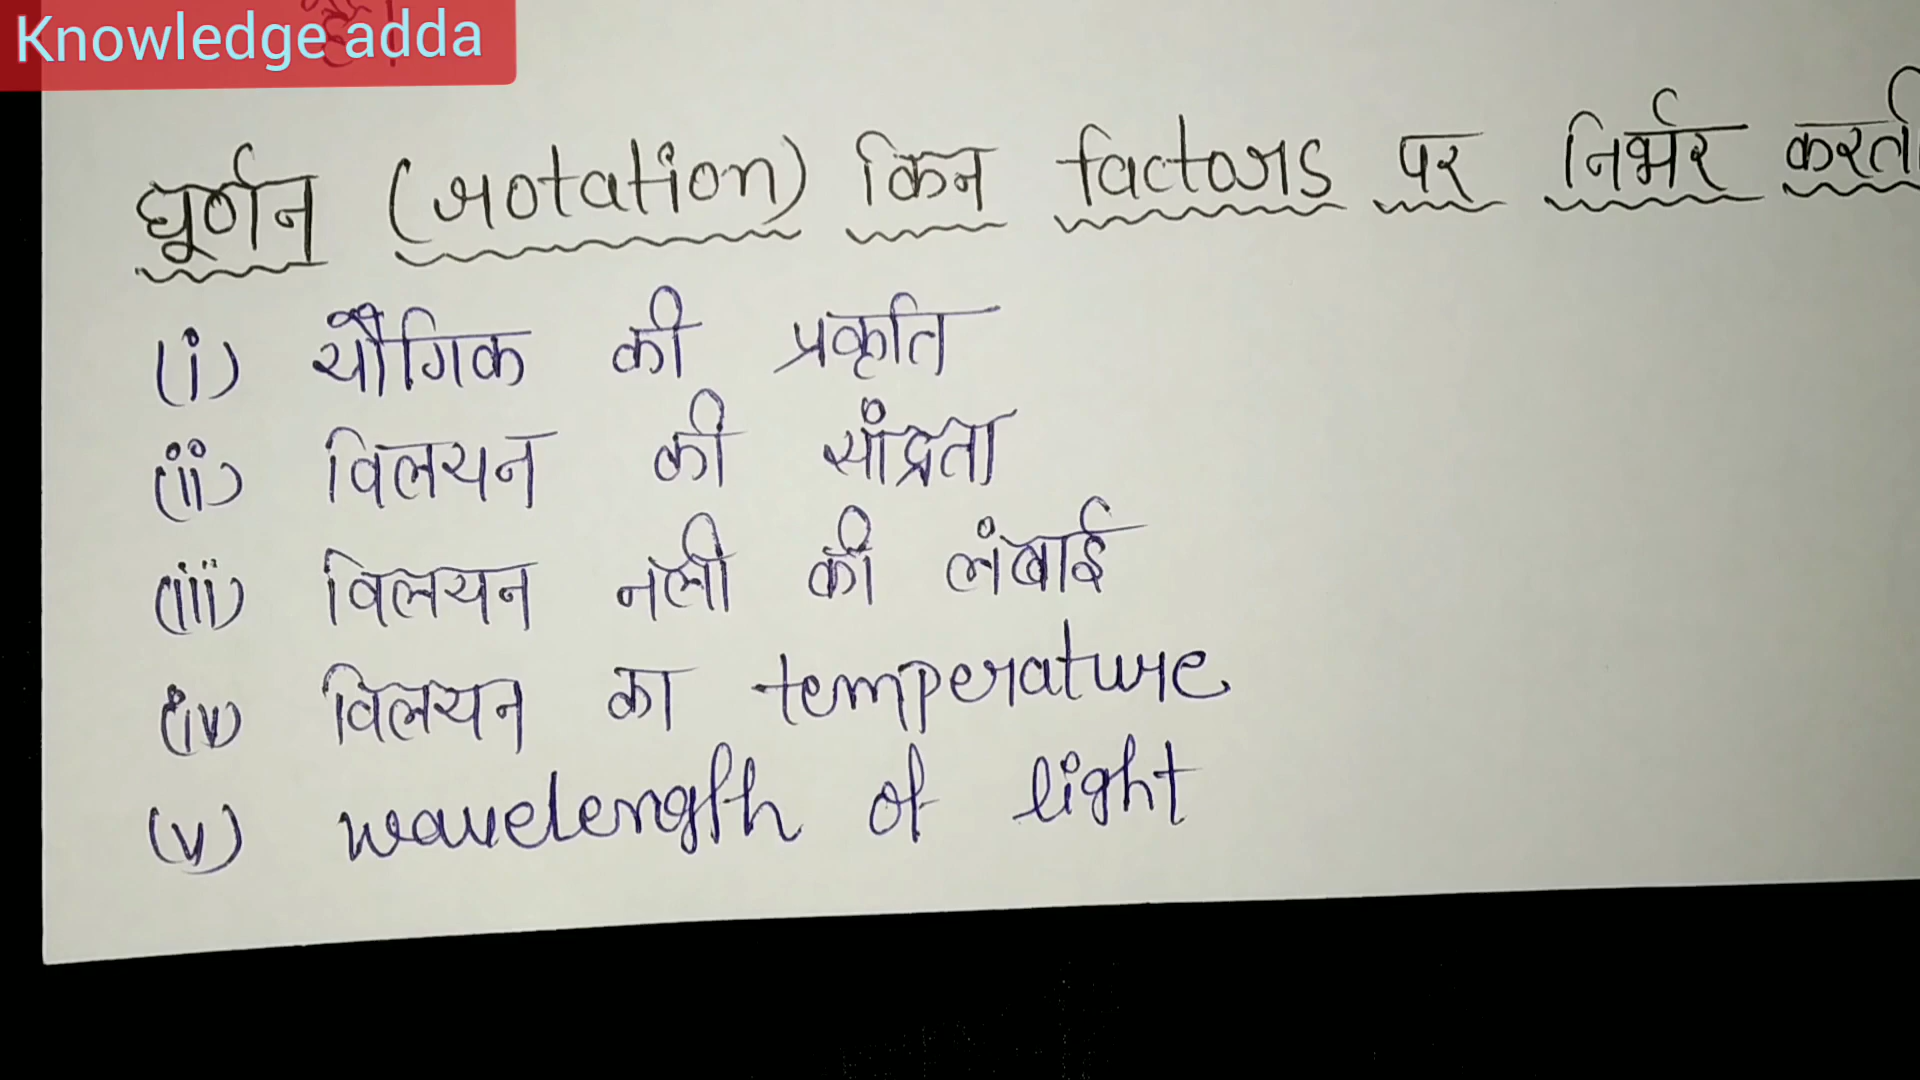 Knowledge adda
घूर्णन (rotation) किन factors पर निर्भर करती
(i) यौगिक की प्रकृति
(ii) विलयन की सांद्रता
(iii) विलयन नली की लंबाई
(iv) विलयन का temperature
(v) wavelength of light